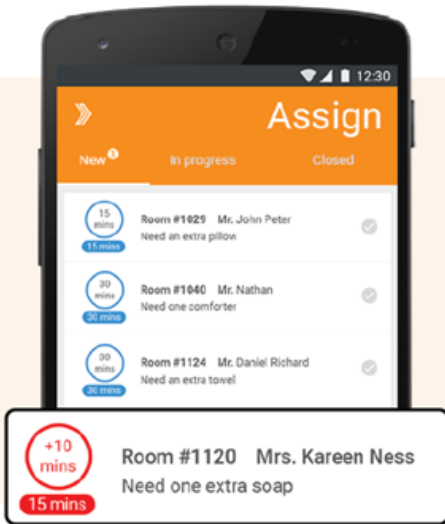 12:30
Assign
New 3
In progress
Closed
15
mins
15 mins
Room #1029 Mr. John Peter
Need an extra pillow
30
mins
30 mins
Room #1040 Mr. Nathan
Need one comforter
30
mins
30 mins
Room #1124 Mr. Daniel Richard
Need an extra towel
+10
mins
15 mins
Room #1120 Mrs. Kareen Ness
Need one extra soap